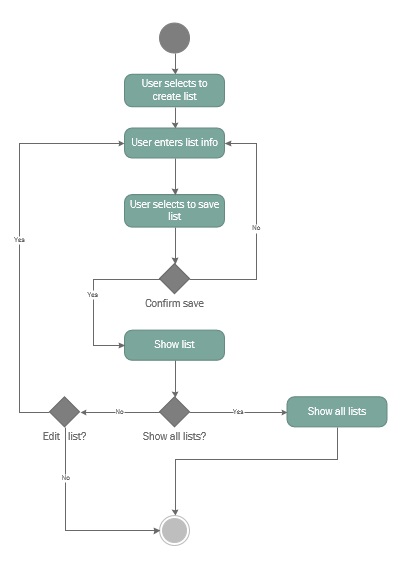 User selects to
create list
User enters list info
User selects to save
list
No
Yes
Confirm save
Yes
Show list
No
Yes
Show all lists
Edit list?
Show all lists?
No